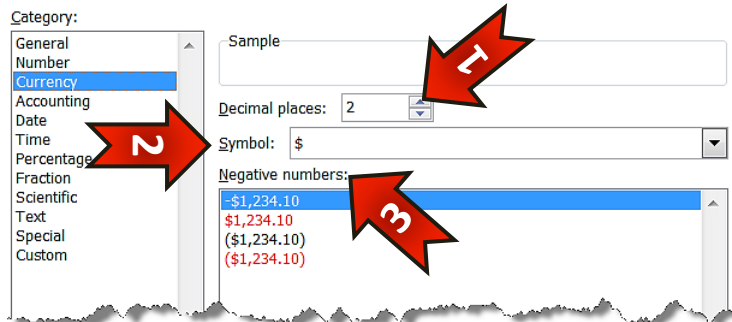 Category:
General
Number
Currency
Accounting
Date
Time
Percentage
Fraction
Scientific
Text
Special
Custom
Sample
1
Decimal places: 2
2
Symbol: $
Negative numbers:
3
-$1,234.10
$1,234.10
($1,234.10)
($1,234.10)